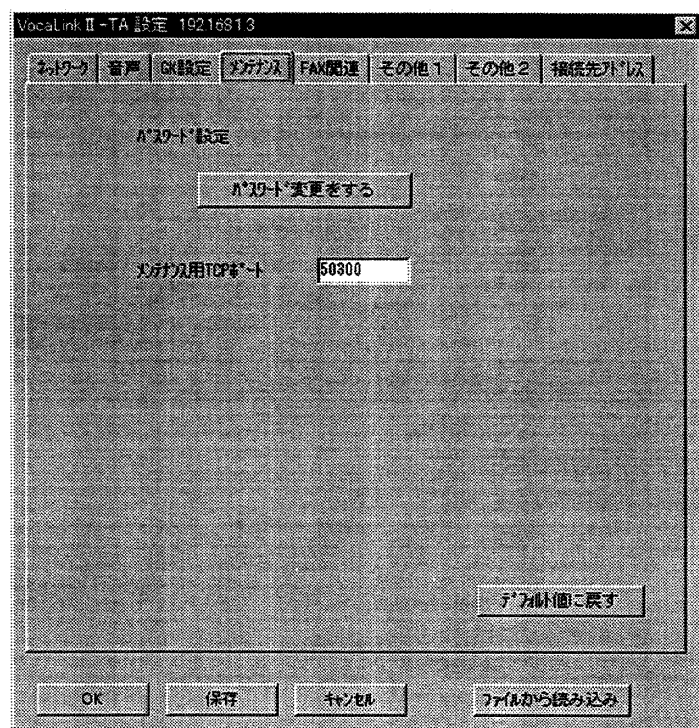 VocaLinkⅡ-TA 設定 192.168.1.3
ﾈｯﾄﾜｰｸ 音声 GK設定 ﾒﾝﾃﾅﾝｽ FAX関連 その他1 その他2 接続先ｱﾄﾞﾚｽ
ﾊﾟｽﾜｰﾄﾞ設定
ﾊﾟｽﾜｰﾄﾞ変更をする
ﾒﾝﾃﾅﾝｽ用TCPﾎﾟｰﾄ 50300
ﾃﾞﾌｫﾙﾄ値に戻す
OK 保存 ｷｬﾝｾﾙ ﾌｧｲﾙから読み込み